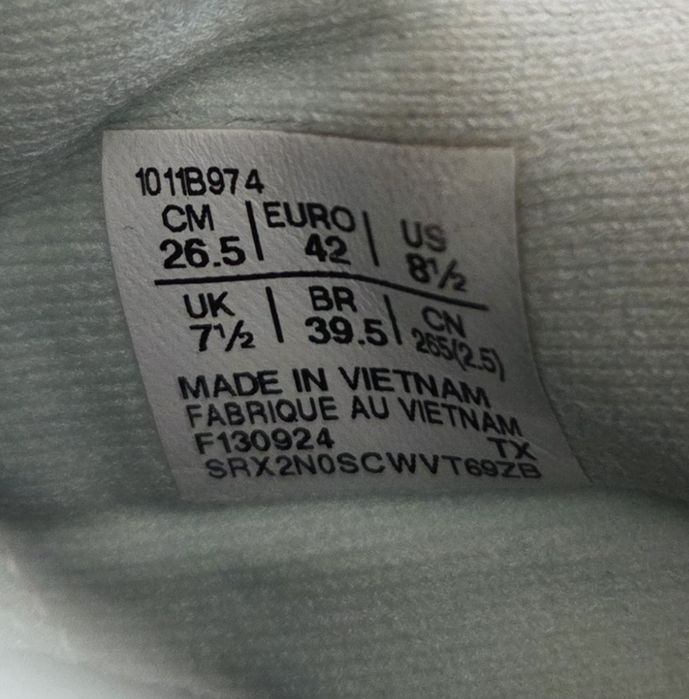 1011B974
CM | EURO | US
26.5 | 42 | 8½
UK | BR | CN
7½ | 39.5 | 265(2.5)
MADE IN VIETNAM
FABRIQUE AU VIETNAM
F130924 TX
SRX2N0SCWVT69ZB